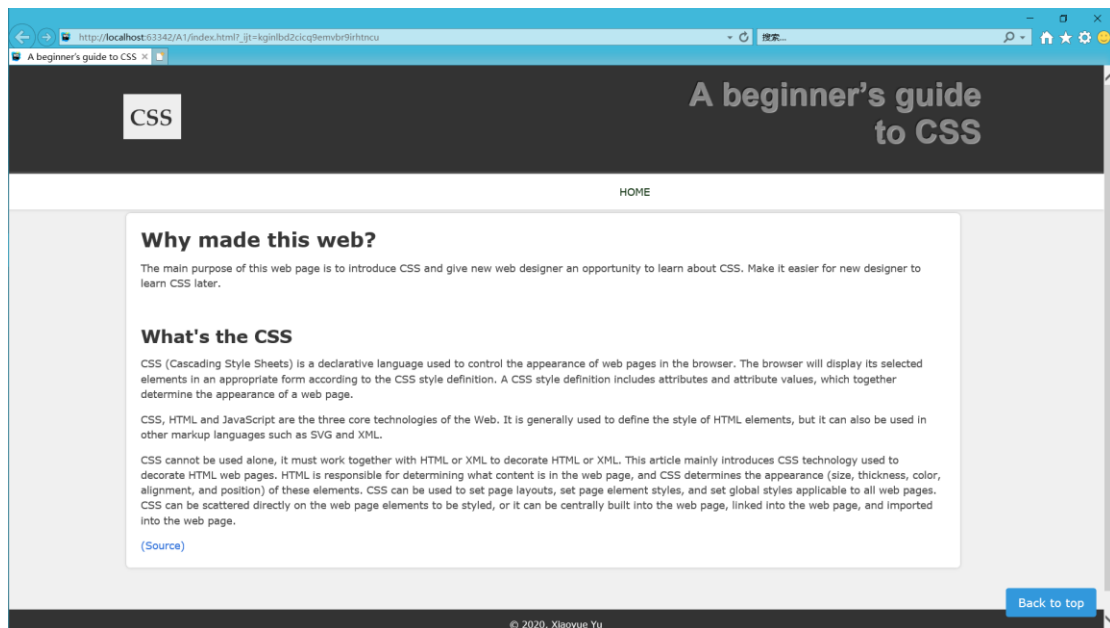 http://localhost:63342/A1/index.html?_ijt=kginlbd2cicq9emvbr9irhtncu
搜索...
A beginner's guide to CSS
CSS
A beginner's guide
to CSS
HOME
Why made this web?
The main purpose of this web page is to introduce CSS and give new web designer an opportunity to learn about CSS. Make it easier for new designer to
learn CSS later.
What's the CSS
CSS (Cascading Style Sheets) is a declarative language used to control the appearance of web pages in the browser. The browser will display its selected
elements in an appropriate form according to the CSS style definition. A CSS style definition includes attributes and attribute values, which together
determine the appearance of a web page.
CSS, HTML and JavaScript are the three core technologies of the Web. It is generally used to define the style of HTML elements, but it can also be used in
other markup languages such as SVG and XML.
CSS cannot be used alone, it must work together with HTML or XML to decorate HTML or XML. This article mainly introduces CSS technology used to
decorate HTML web pages. HTML is responsible for determining what content is in the web page, and CSS determines the appearance (size, thickness, color,
alignment, and position) of these elements. CSS can be used to set page layouts, set page element styles, and set global styles applicable to all web pages.
CSS can be scattered directly on the web page elements to be styled, or it can be centrally built into the web page, linked into the web page, and imported
into the web page.
(Source)
Back to top
© 2020, Xiaoyue Yu